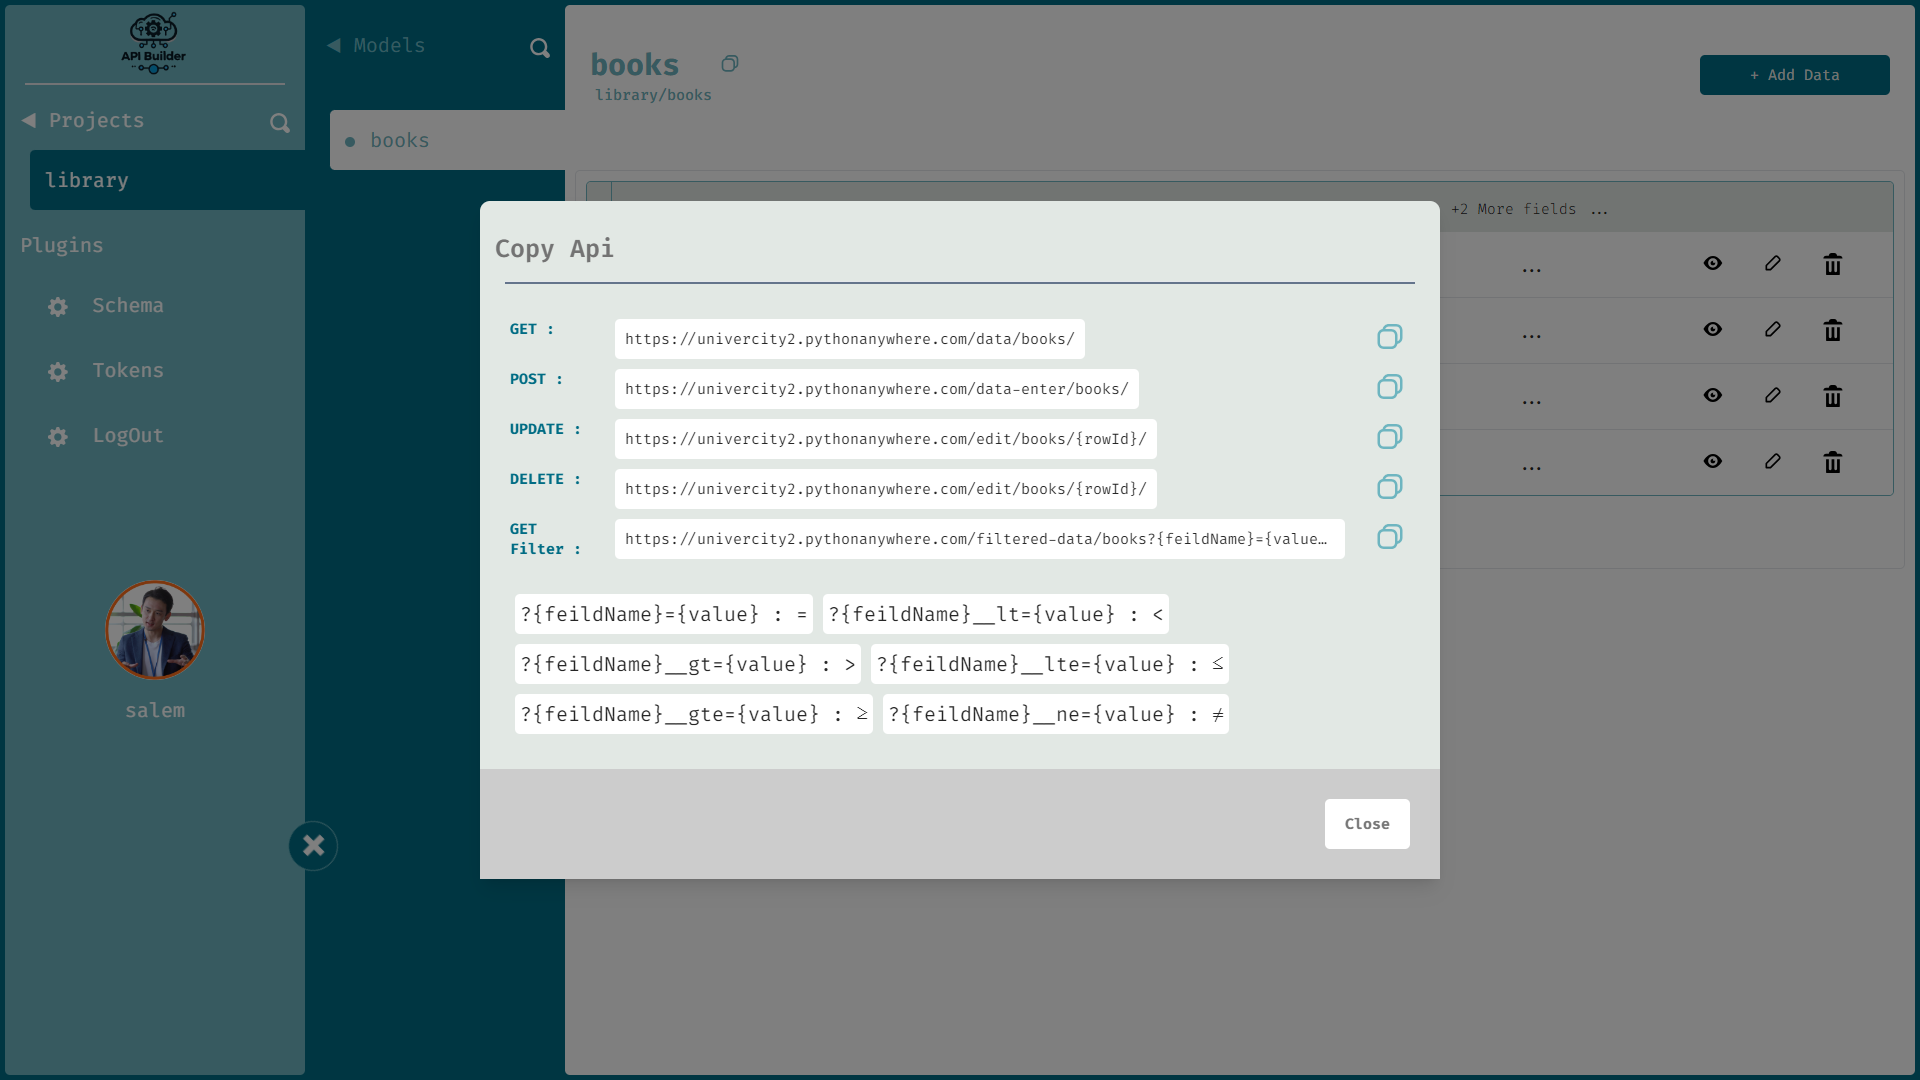 API Builder
Projects
library
Plugins
Schema
Tokens
LogOut
salem
Models
books
books
library/books
+ Add Data
+2 More fields ...
...
...
...
...
Copy Api
GET :
https://univercity2.pythonanywhere.com/data/books/
POST :
https://univercity2.pythonanywhere.com/data-enter/books/
UPDATE :
https://univercity2.pythonanywhere.com/edit/books/{rowId}/
DELETE :
https://univercity2.pythonanywhere.com/edit/books/{rowId}/
GET
Filter :
https://univercity2.pythonanywhere.com/filtered-data/books?{feildName}={value…
?{feildName}={value} : =
?{feildName}__lt={value} : <
?{feildName}__gt={value} : >
?{feildName}__lte={value} : ≤
?{feildName}__gte={value} : ≥
?{feildName}__ne={value} : ≠
Close